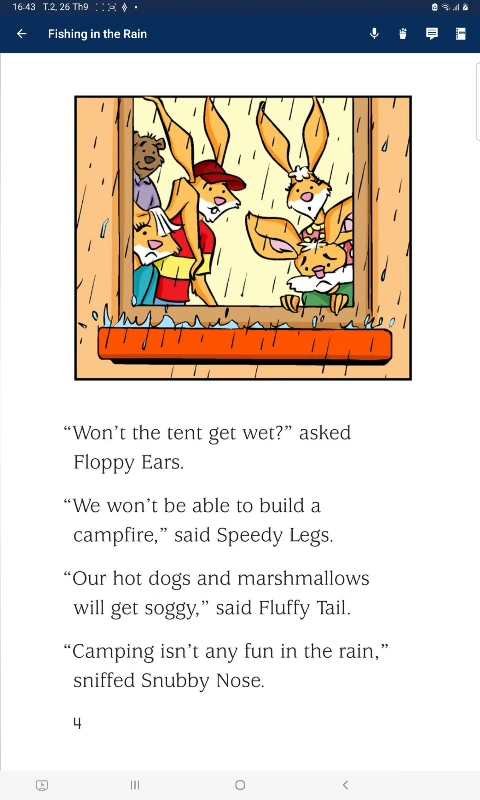 16:43 T.2, 26 Th9
Fishing in the Rain
“Won’t the tent get wet?” asked
Floppy Ears.
“We won’t be able to build a
campfire,” said Speedy Legs.
“Our hot dogs and marshmallows
will get soggy,” said Fluffy Tail.
“Camping isn’t any fun in the rain,”
sniffed Snubby Nose.
4